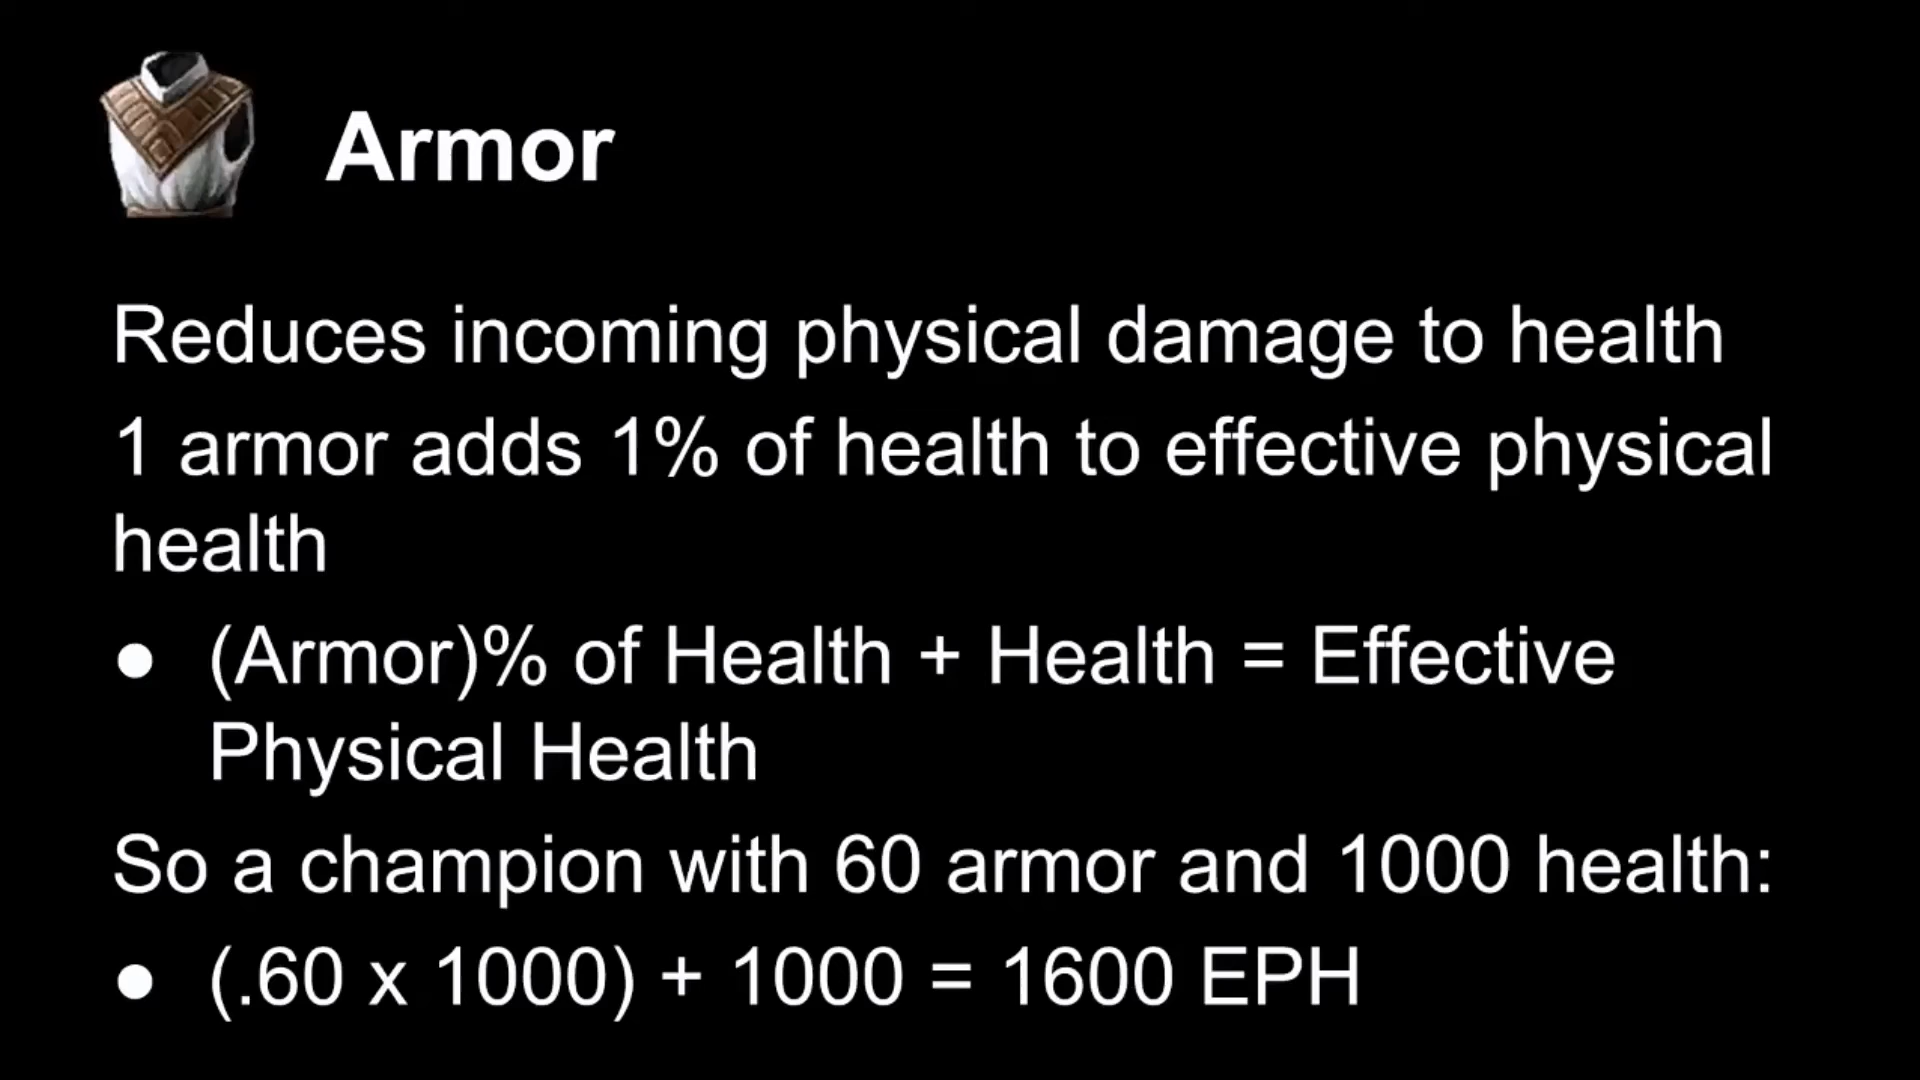 Armor
Reduces incoming physical damage to health
1 armor adds 1% of health to effective physical
health
● (Armor)% of Health + Health = Effective
Physical Health
So a champion with 60 armor and 1000 health:
● (.60 x 1000) + 1000 = 1600 EPH